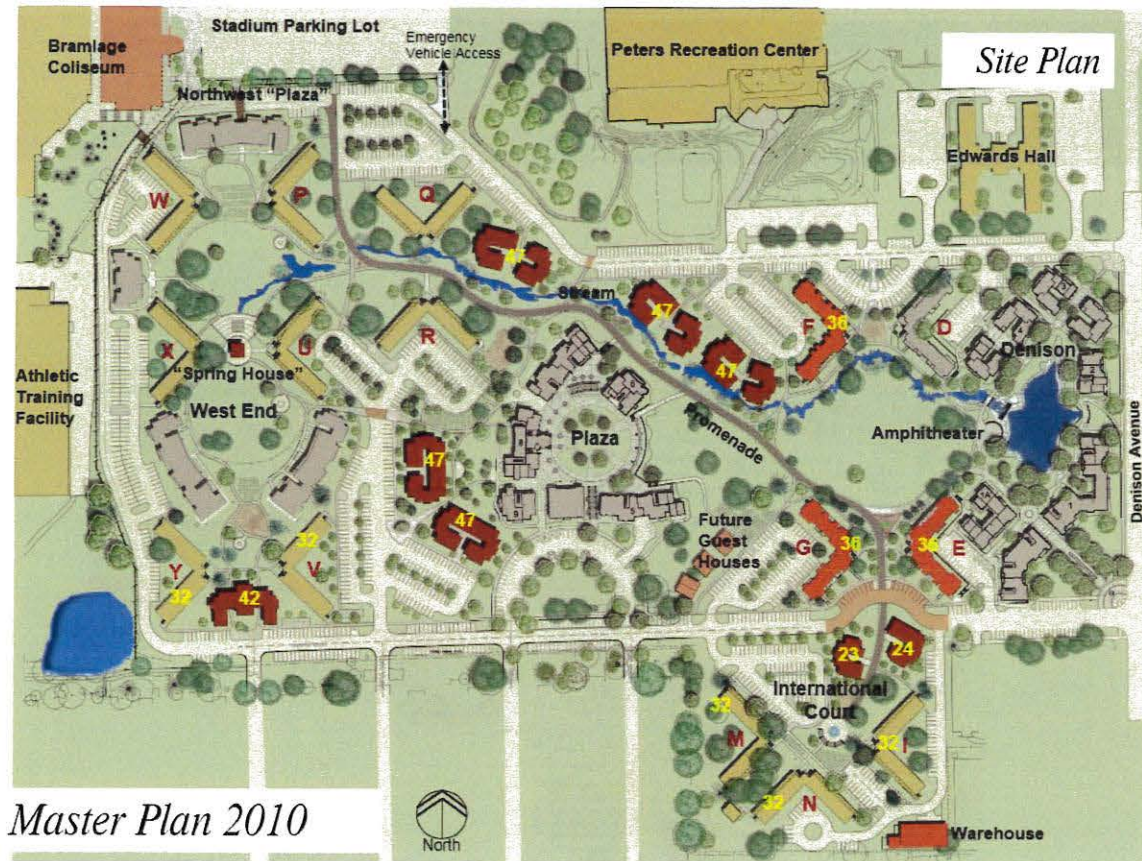 Stadium Parking Lot
Bramlage
Coliseum
Emergency
Vehicle Access
Peters Recreation Center
Site Plan
Northwest "Plaza"
Edwards Hall
W
P
Q
47
Stream
47
F
36
D
Denison
X
U
R
47
"Spring House"
West End
Athletic
Training
Facility
Plaza
Promenade
Amphitheater
Denison Avenue
47
47
Future
Guest
Houses
G
36
36
E
32
Y
V
32
42
23
24
International
Court
32
M
32
I
32
N
Master Plan 2010
North
Warehouse